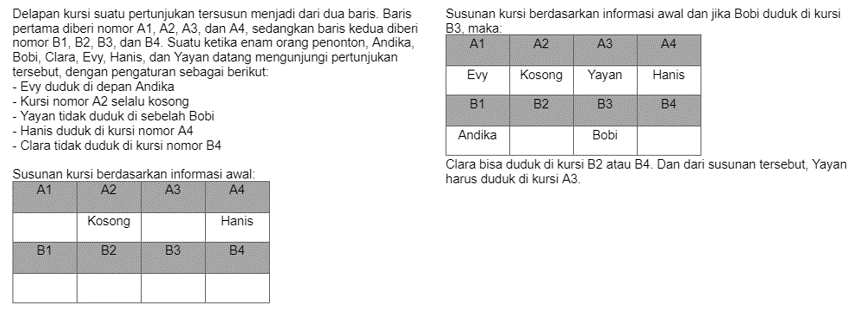 Delapan kursi suatu pertunjukan tersusun menjadi dari dua baris. Baris
pertama diberi nomor A1, A2, A3, dan A4, sedangkan baris kedua diberi
nomor B1, B2, B3, dan B4. Suatu ketika enam orang penonton, Andika,
Bobi, Clara, Evy, Hanis, dan Yayan datang mengunjungi pertunjukan
tersebut, dengan pengaturan sebagai berikut:
- Evy duduk di depan Andika
- Kursi nomor A2 selalu kosong
- Yayan tidak duduk di sebelah Bobi
- Hanis duduk di kursi nomor A4
- Clara tidak duduk di kursi nomor B4
Susunan kursi berdasarkan informasi awal:
A1 A2 A3 A4
Kosong Hanis
B1 B2 B3 B4
Susunan kursi berdasarkan informasi awal dan jika Bobi duduk di kursi
B3, maka:
A1 A2 A3 A4
Evy Kosong Yayan Hanis
B1 B2 B3 B4
Andika Bobi
Clara bisa duduk di kursi B2 atau B4. Dan dari susunan tersebut, Yayan
harus duduk di kursi A3.